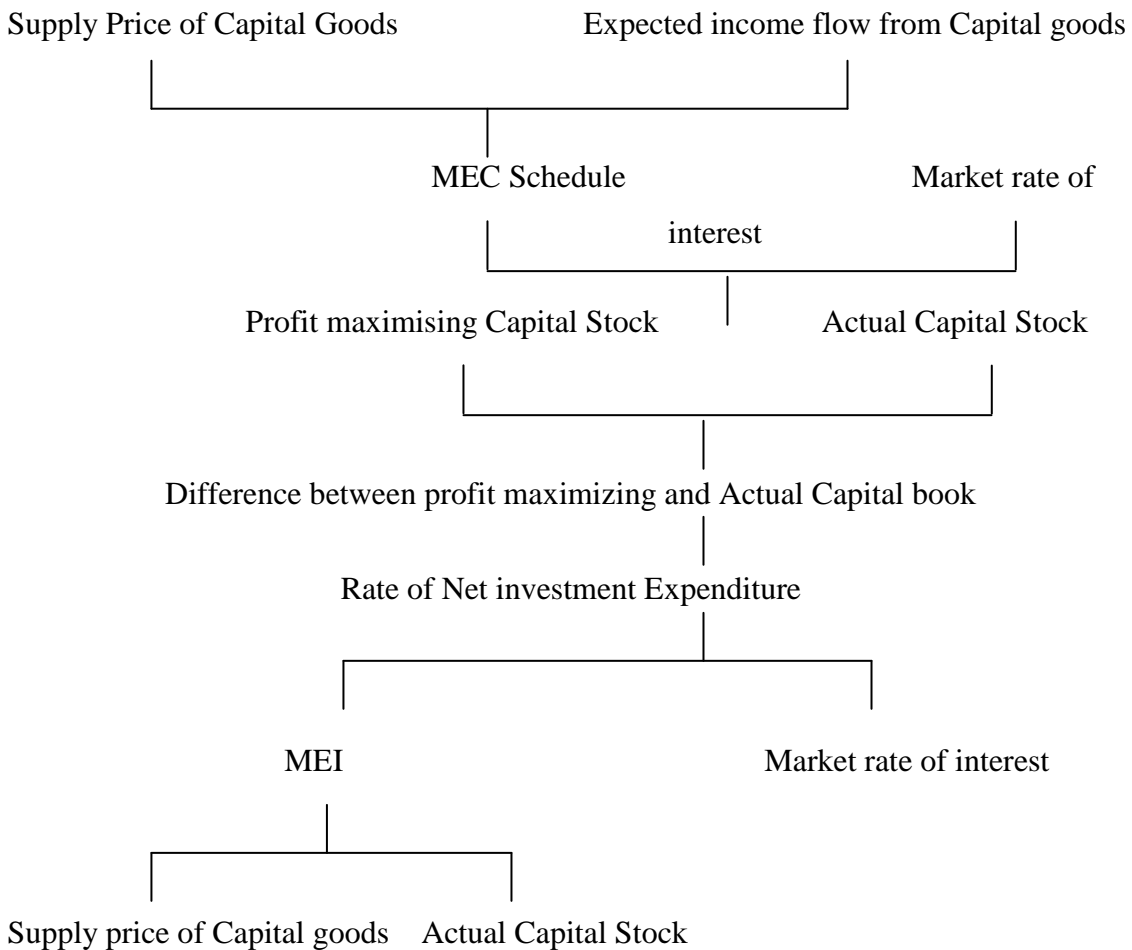 Supply Price of Capital Goods Expected income flow from Capital goods
MEC Schedule Market rate of
interest
Profit maximising Capital Stock Actual Capital Stock
Difference between profit maximizing and Actual Capital book
Rate of Net investment Expenditure
MEI Market rate of interest
Supply price of Capital goods Actual Capital Stock